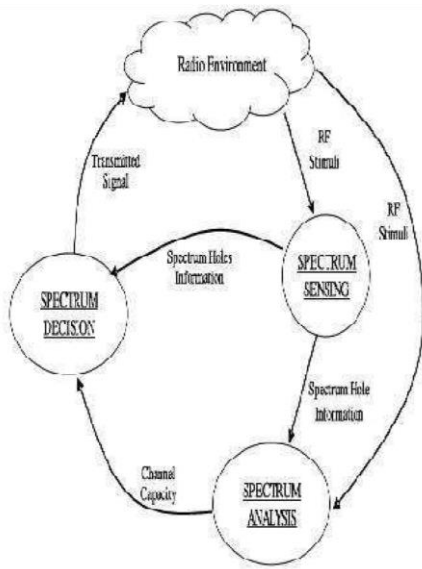 Radio Environment
RF
Stimuli
Transmitted
Signal
RF
Stimuli
Spectrum Holes
Information
SPECTRUM
SENSING
SPECTRUM
DECISION
Spectrum Hole
Information
Channel
Capacity
SPECTRUM
ANALYSIS